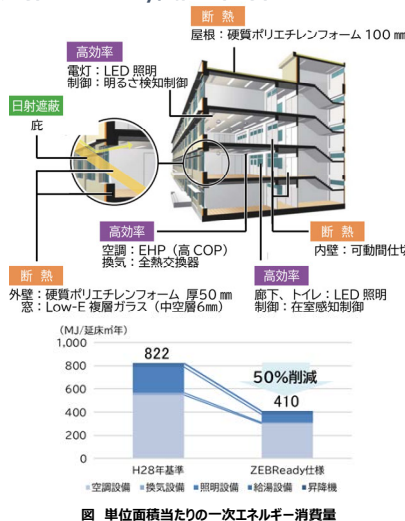 断 熱
屋根：硬質ポリエチレンフォーム 100 ㎜
高効率
電灯：LED 照明
制御：明るさ検知制御
日射遮蔽
庇
高効率
空調：EHP（高 COP）
換気：全熱交換器
断 熱
内壁：可動間仕切
断 熱
外壁：硬質ポリエチレンフォーム 厚50 ㎜
窓：Low-E 複層ガラス（中空層6㎜）
高効率
廊下、トイレ：LED 照明
制御：在室感知制御
(MJ/延床㎡年)
1,000
800
600
400
200
0
822
50%削減
410
H28年基準
ZEBReady仕様
空調設備 換気設備 照明設備 給湯設備 昇降機
図 単位面積当たりの一次エネルギー消費量